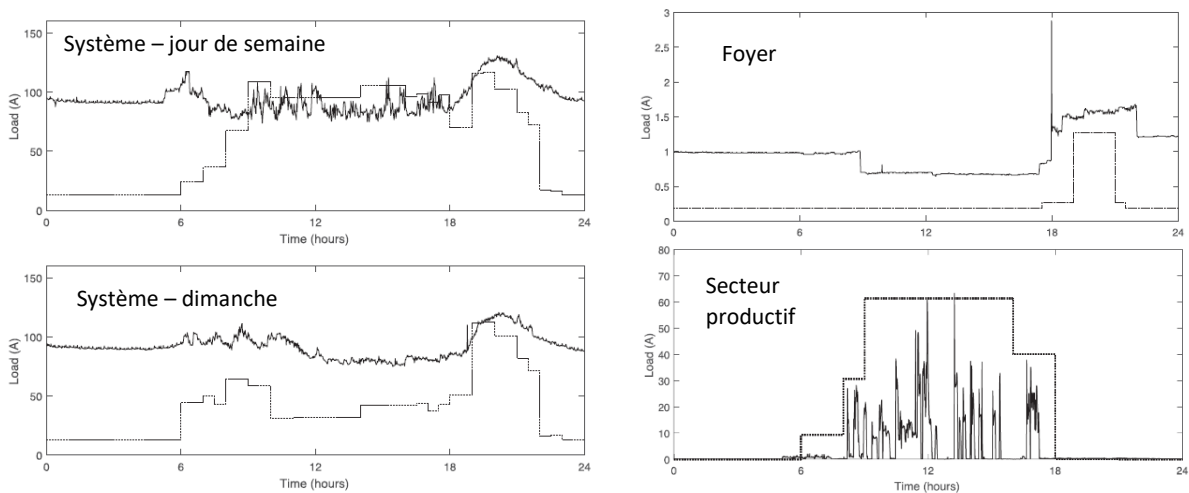 150
Système – jour de semaine
100
Load (A)
50
0
0 6 12 18 24
Time (hours)
150
Système – dimanche
100
Load (A)
50
0
0 6 12 18 24
Time (hours)
3
2.5
Foyer
2
Load (A)
1.5
1
0.5
0
0 6 12 18 24
80
70
Secteur
productif
60
50
Load (A)
40
30
20
10
0
0 6 12 18 24
Time (hours)